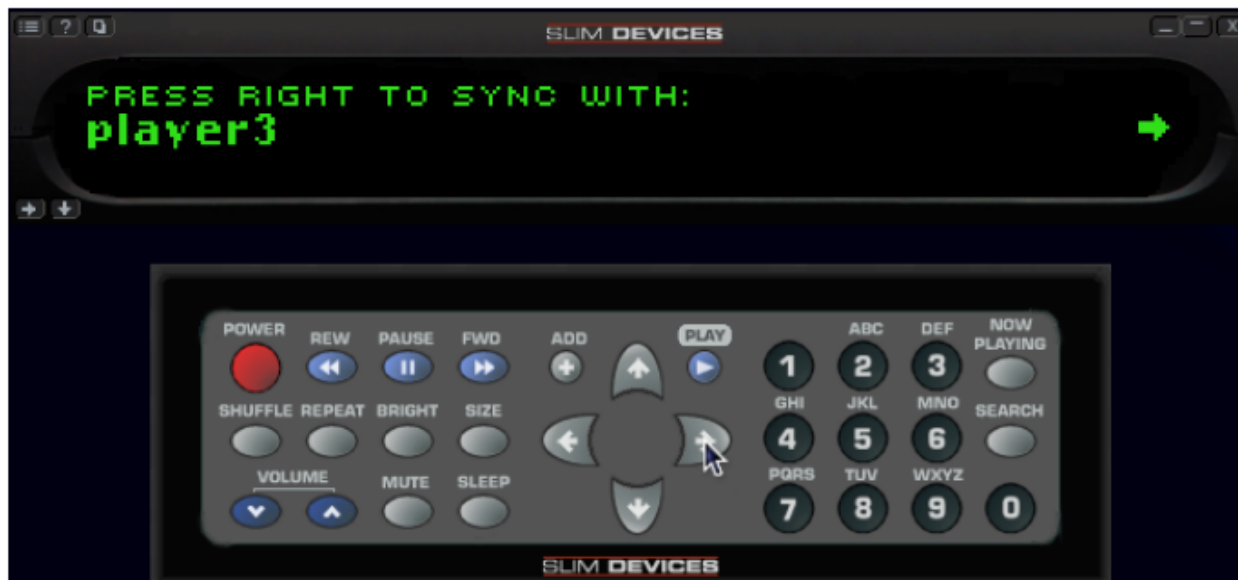 ?
SLIM DEVICES
X
PRESS RIGHT TO SYNC WITH:
player3
POWER REW PAUSE FWD ADD PLAY ABC DEF NOW PLAYING
1 2 3
SHUFFLE REPEAT BRIGHT SIZE GHI JKL MNO SEARCH
4 5 6
VOLUME MUTE SLEEP PQRS TUV WXYZ
7 8 9 0
SLIM DEVICES